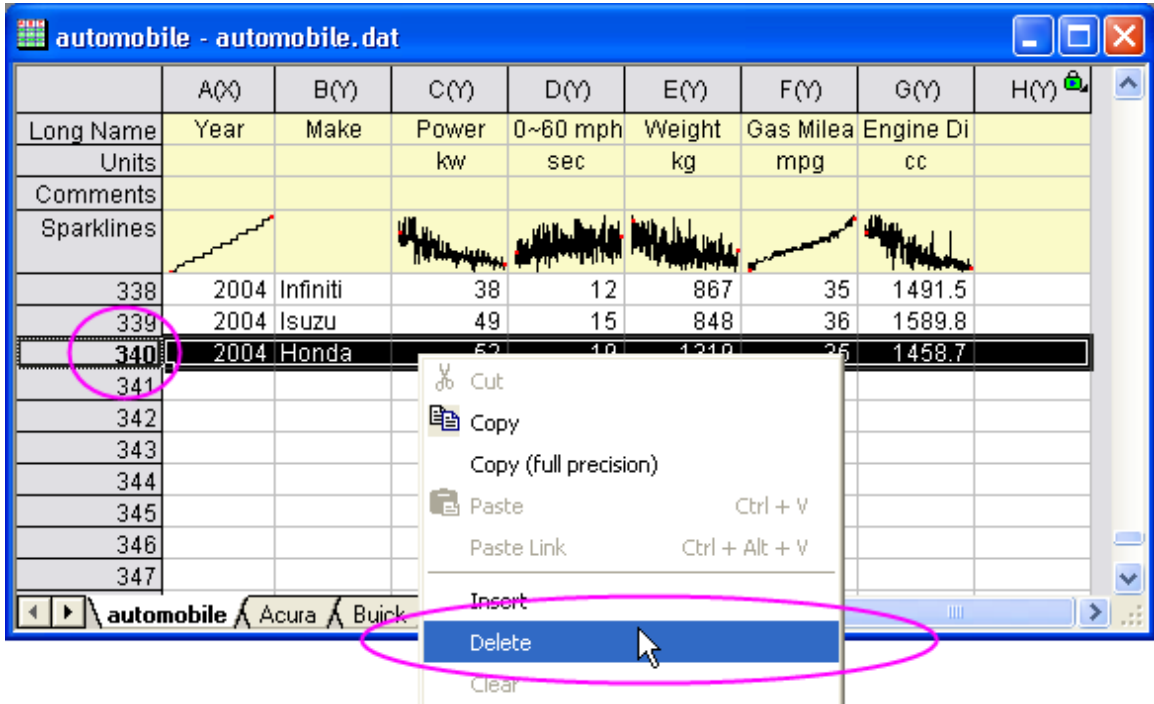 automobile - automobile.dat
A(X) B(Y) C(Y) D(Y) E(Y) F(Y) G(Y) H(Y)
Long Name Year Make Power 0~60 mph Weight Gas Milea Engine Di
Units kw sec kg mpg cc
Comments
Sparklines
338 2004 Infiniti 38 12 867 35 1491.5
339 2004 Isuzu 49 15 848 36 1589.8
340 2004 Honda 1458.7
341
342
343
344
345
346
347
Cut
Copy
Copy (full precision)
Paste Ctrl + V
Paste Link Ctrl + Alt + V
Insert
Delete
Clear
automobile Acura Buick